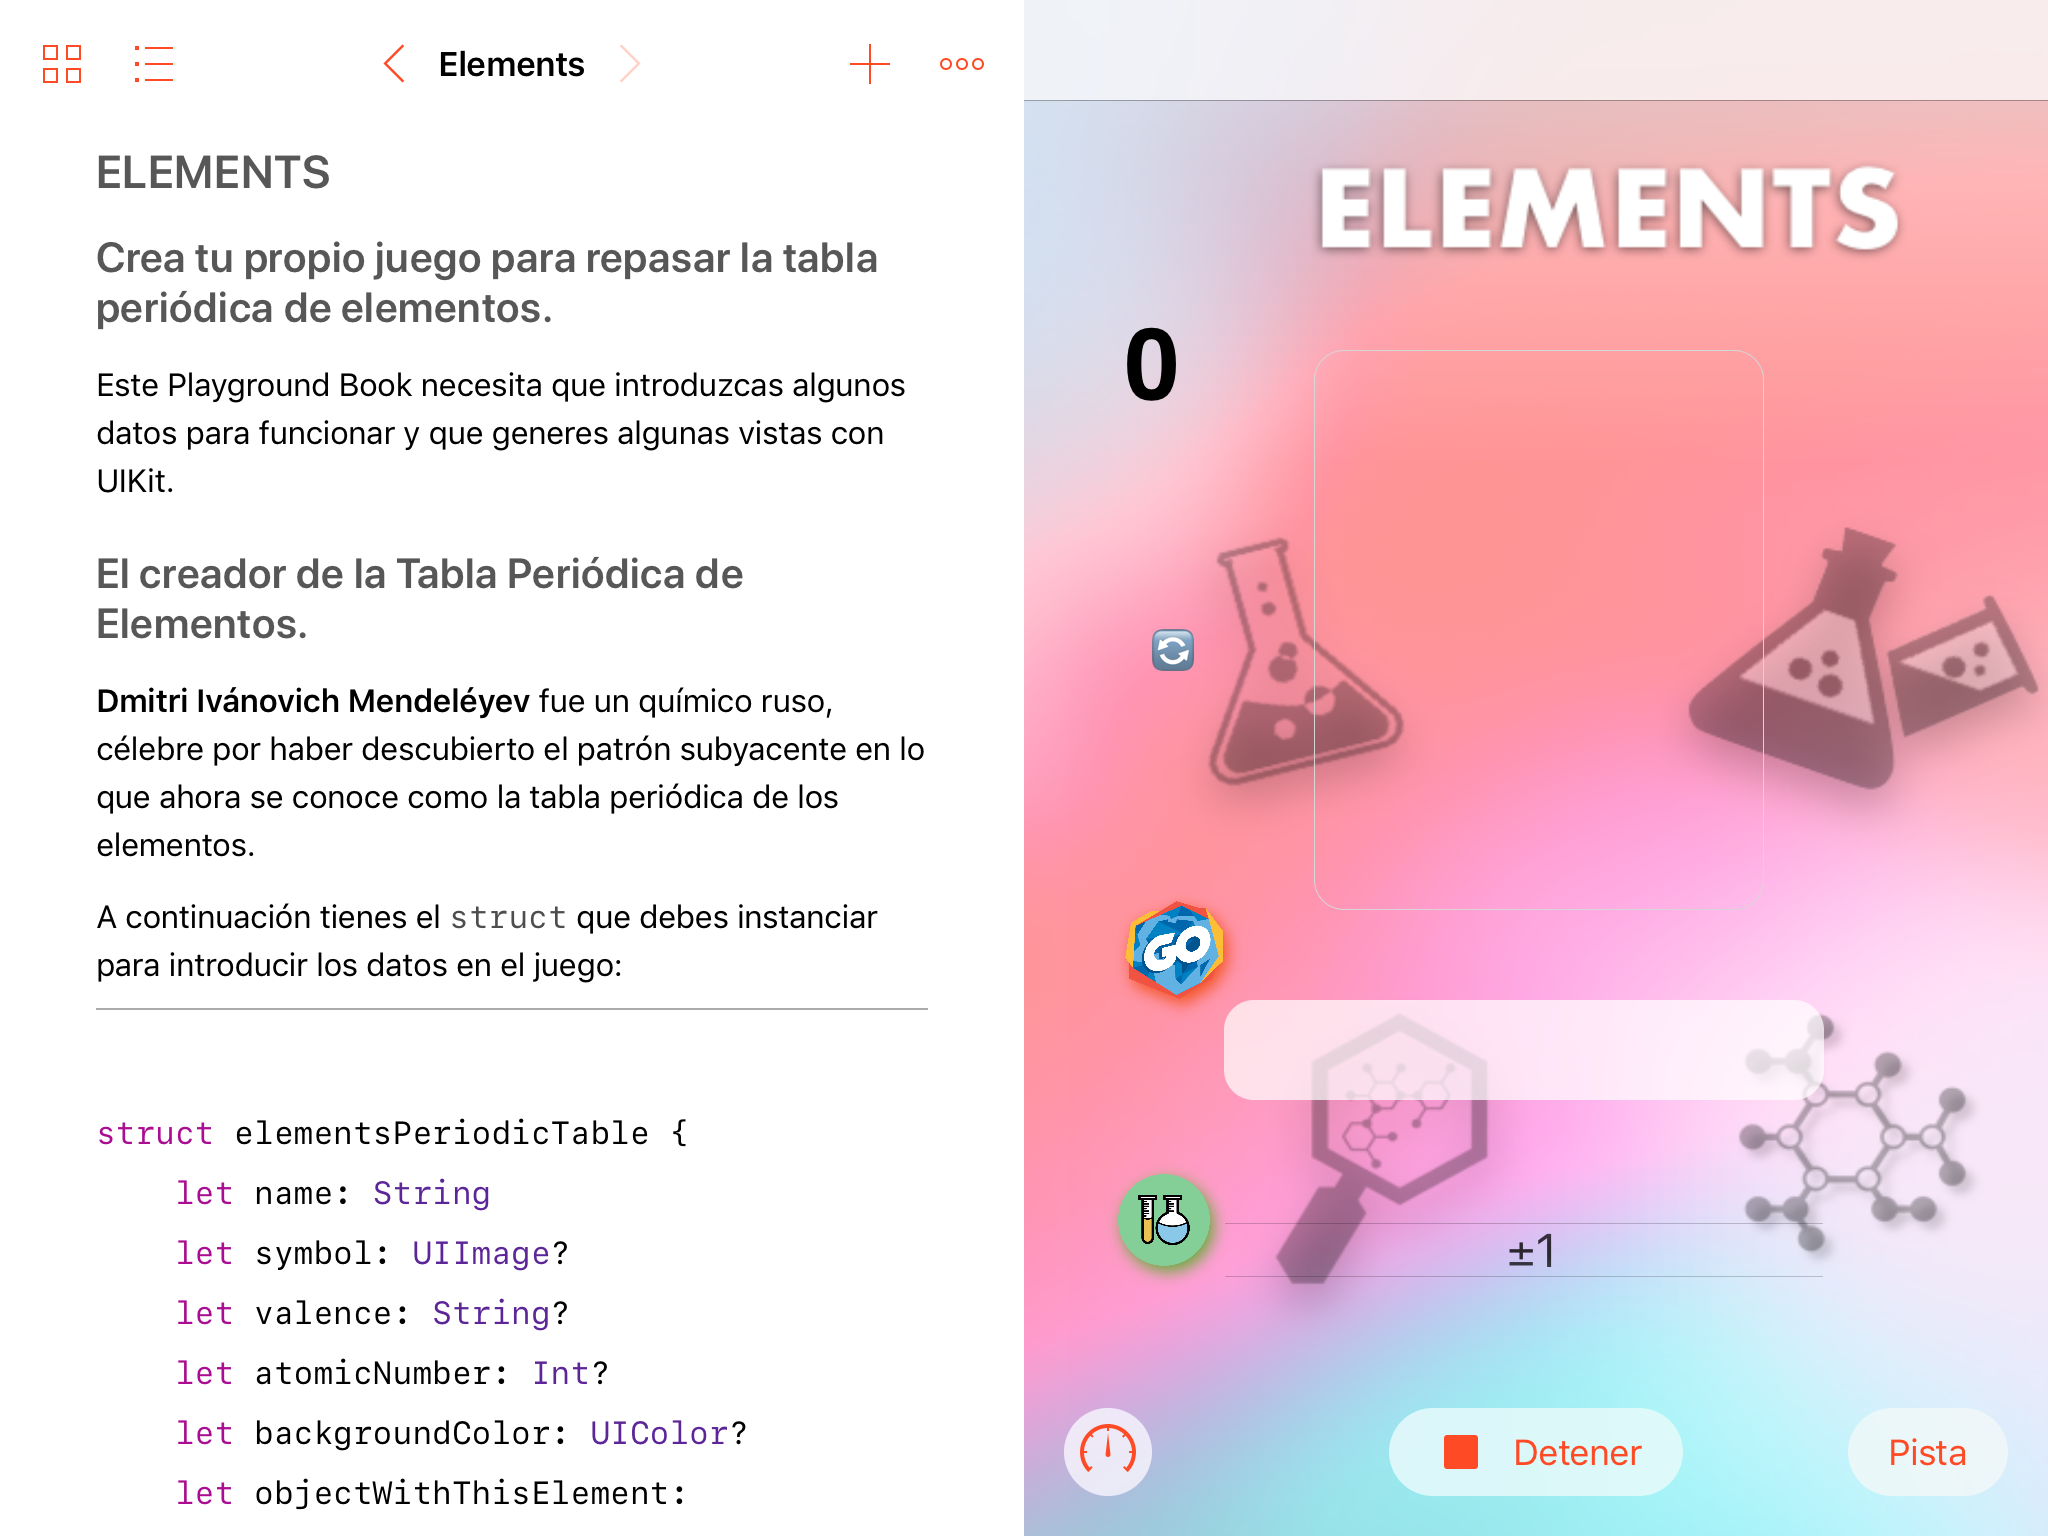 Elements
ELEMENTS
Crea tu propio juego para repasar la tabla
periódica de elementos.
Este Playground Book necesita que introduzcas algunos
datos para funcionar y que generes algunas vistas con
UIKit.
El creador de la Tabla Periódica de
Elementos.
Dmitri Ivánovich Mendeléyev fue un químico ruso,
célebre por haber descubierto el patrón subyacente en lo
que ahora se conoce como la tabla periódica de los
elementos.
A continuación tienes el struct que debes instanciar
para introducir los datos en el juego:
struct elementsPeriodicTable {
let name: String
let symbol: UIImage?
let valence: String?
let atomicNumber: Int?
let backgroundColor: UIColor?
let objectWithThisElement:
ELEMENTS
0
GO
±1
Detener
Pista